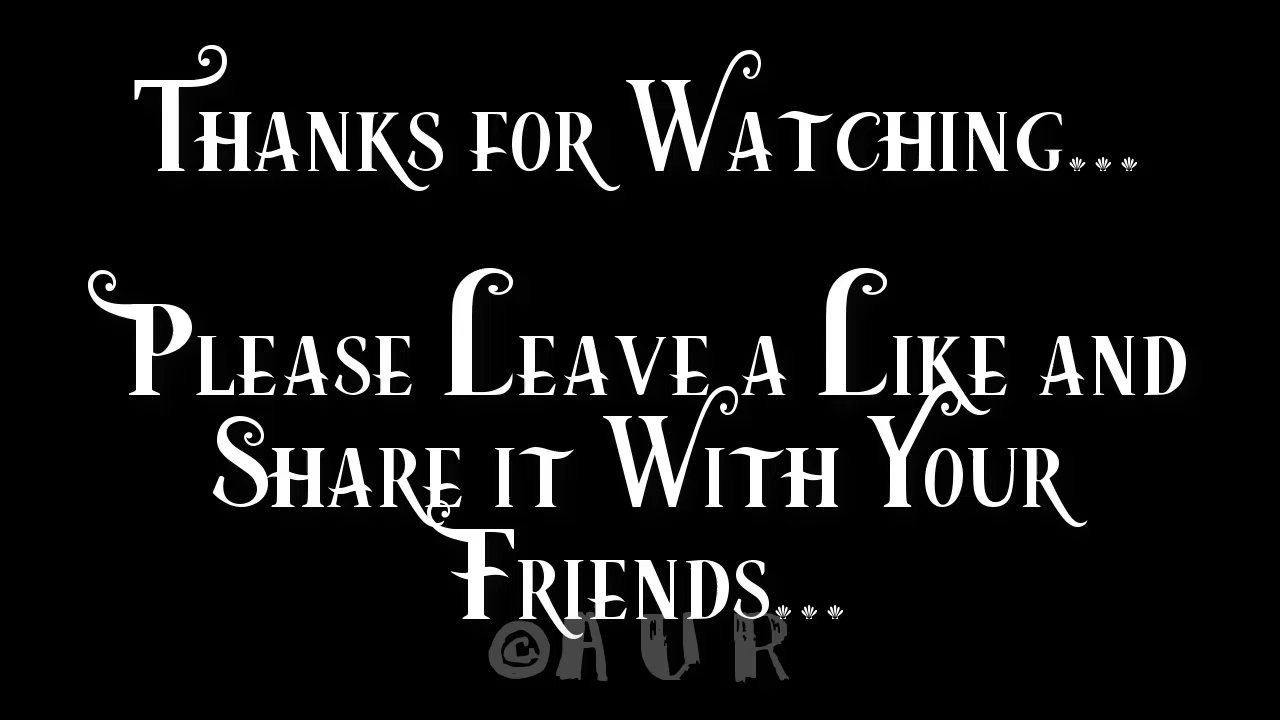 Thanks for Watching...
Please Leave a Like and
Share it With Your
Friends...
©AUR